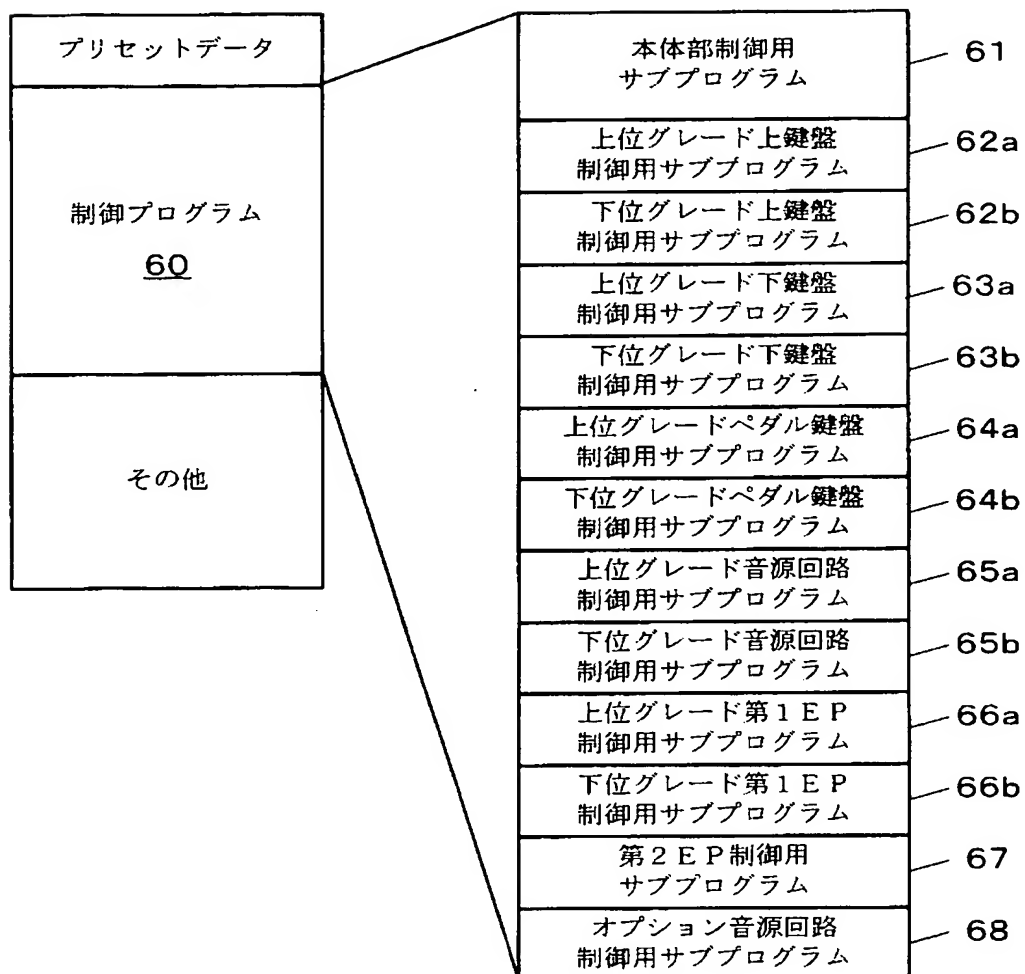 プリセットデータ
制御プログラム
60
その他
本体部制御用
サブプログラム
61
上位グレード上鍵盤
制御用サブプログラム
62a
下位グレード上鍵盤
制御用サブプログラム
62b
上位グレード下鍵盤
制御用サブプログラム
63a
下位グレード下鍵盤
制御用サブプログラム
63b
上位グレードペダル鍵盤
制御用サブプログラム
64a
下位グレードペダル鍵盤
制御用サブプログラム
64b
上位グレード音源回路
制御用サブプログラム
65a
下位グレード音源回路
制御用サブプログラム
65b
上位グレード第1EP
制御用サブプログラム
66a
下位グレード第1EP
制御用サブプログラム
66b
第2EP制御用
サブプログラム
67
オプション音源回路
制御用サブプログラム
68